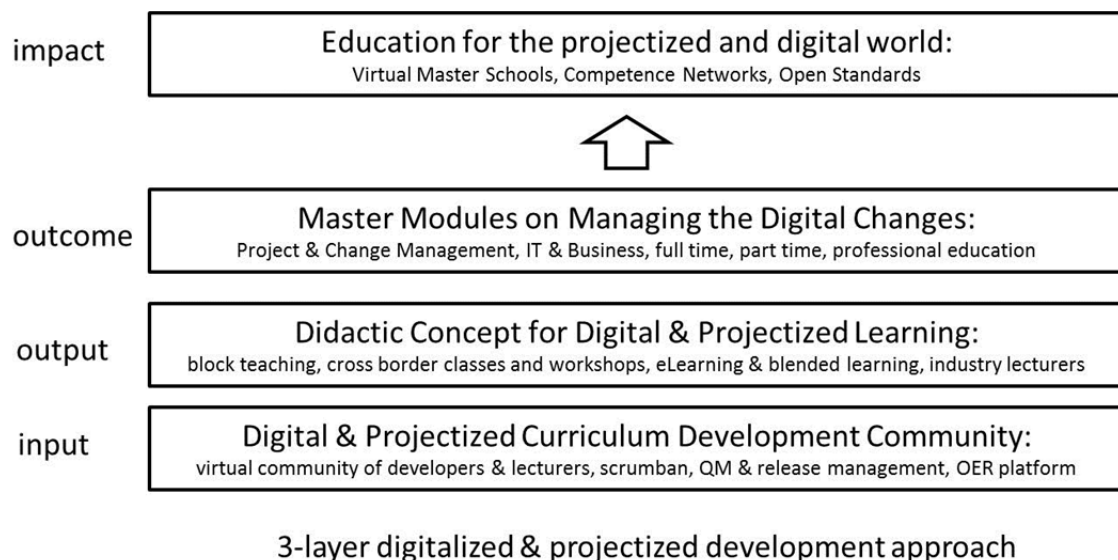 impact
Education for the projectized and digital world:
Virtual Master Schools, Competence Networks, Open Standards
outcome
Master Modules on Managing the Digital Changes:
Project & Change Management, IT & Business, full time, part time, professional education
output
Didactic Concept for Digital & Projectized Learning:
block teaching, cross border classes and workshops, eLearning & blended learning, industry lecturers
input
Digital & Projectized Curriculum Development Community:
virtual community of developers & lecturers, scrumban, QM & release management, OER platform
3-layer digitalized & projectized development approach